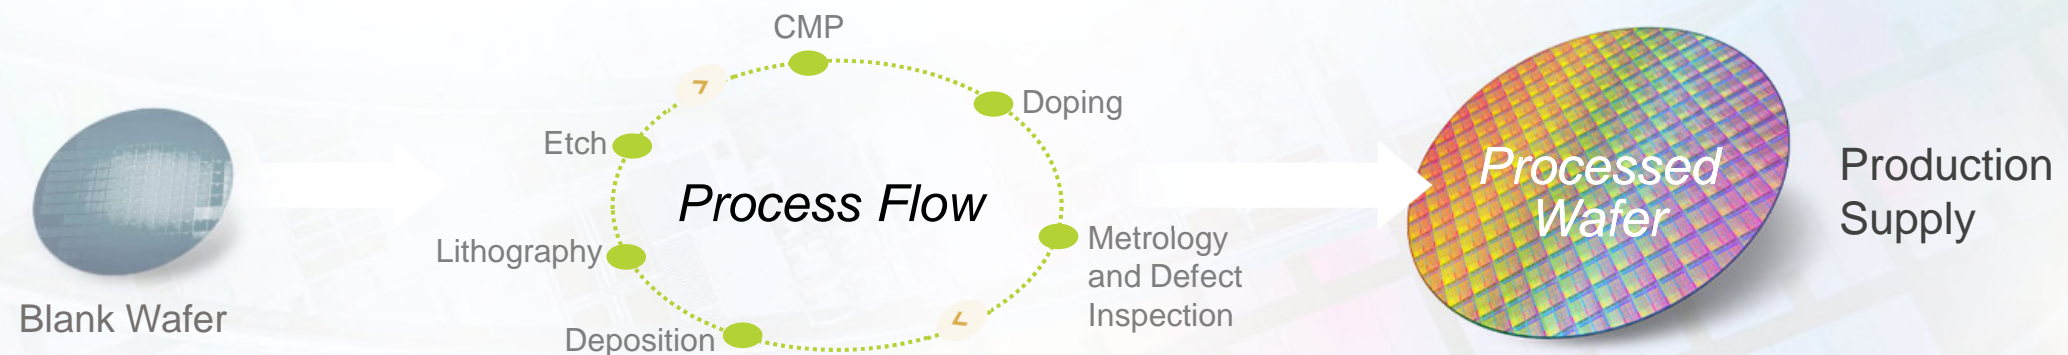 CMP
Doping
Etch
Process Flow
Lithography
Metrology
and Defect
Inspection
Deposition
Blank Wafer
Processed
Wafer
Production
Supply